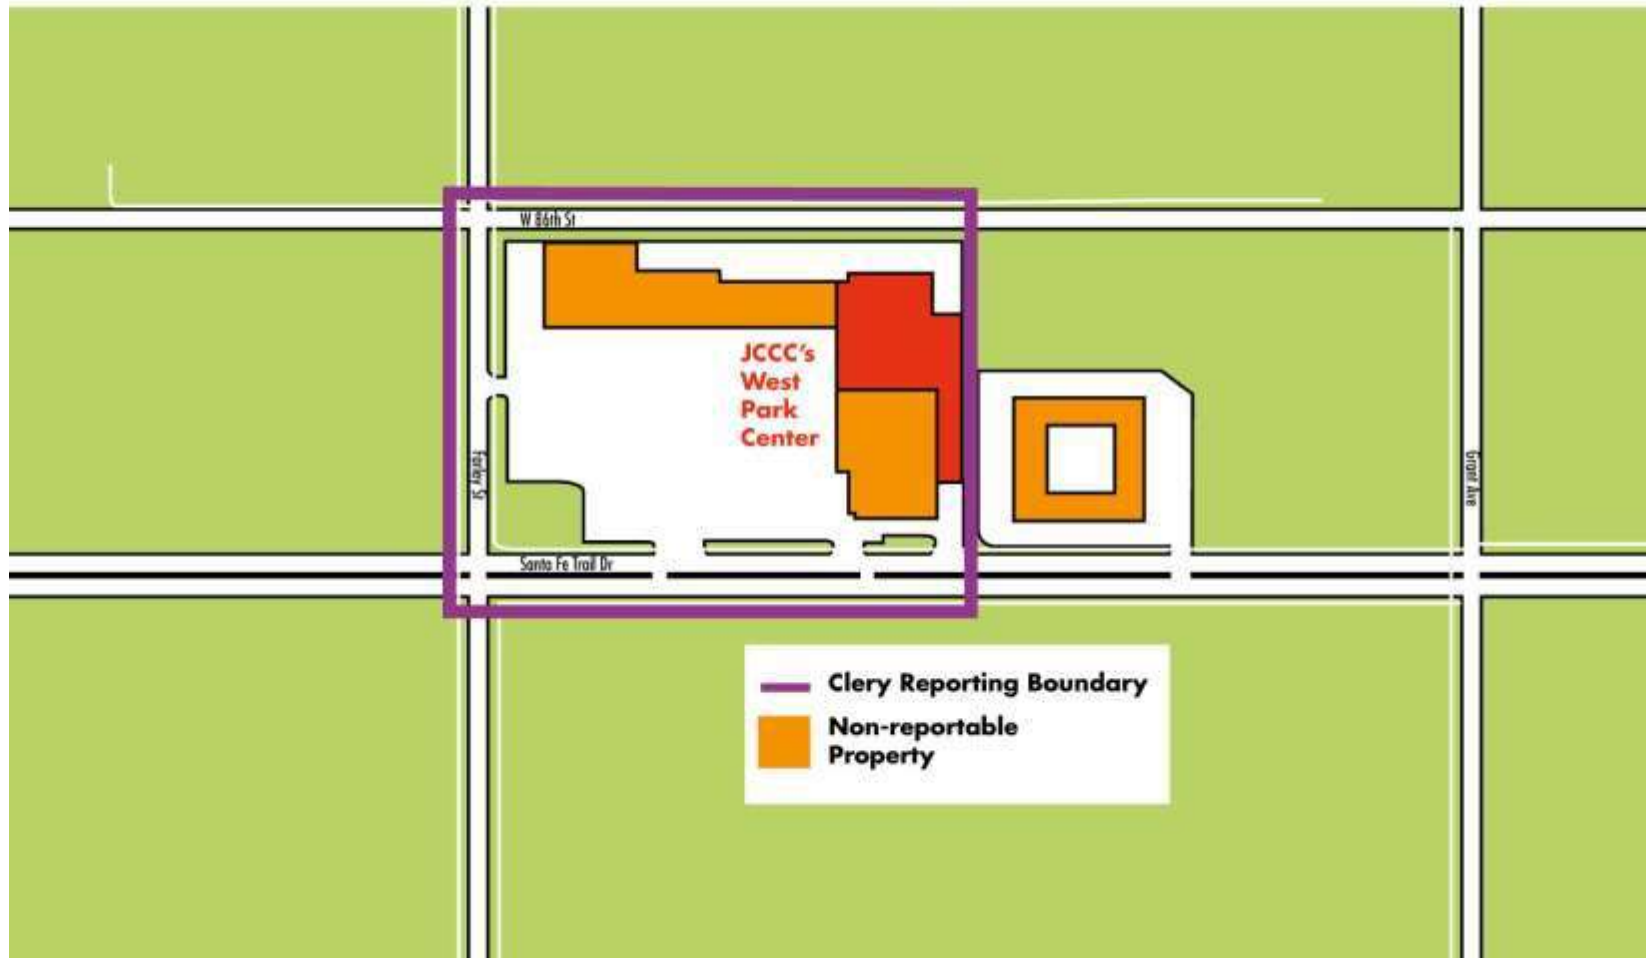 W 86th St
JCCC's
West
Park
Center
Farley St
Grant Ave
Santa Fe Trail Dr
Clery Reporting Boundary
Non-reportable
Property